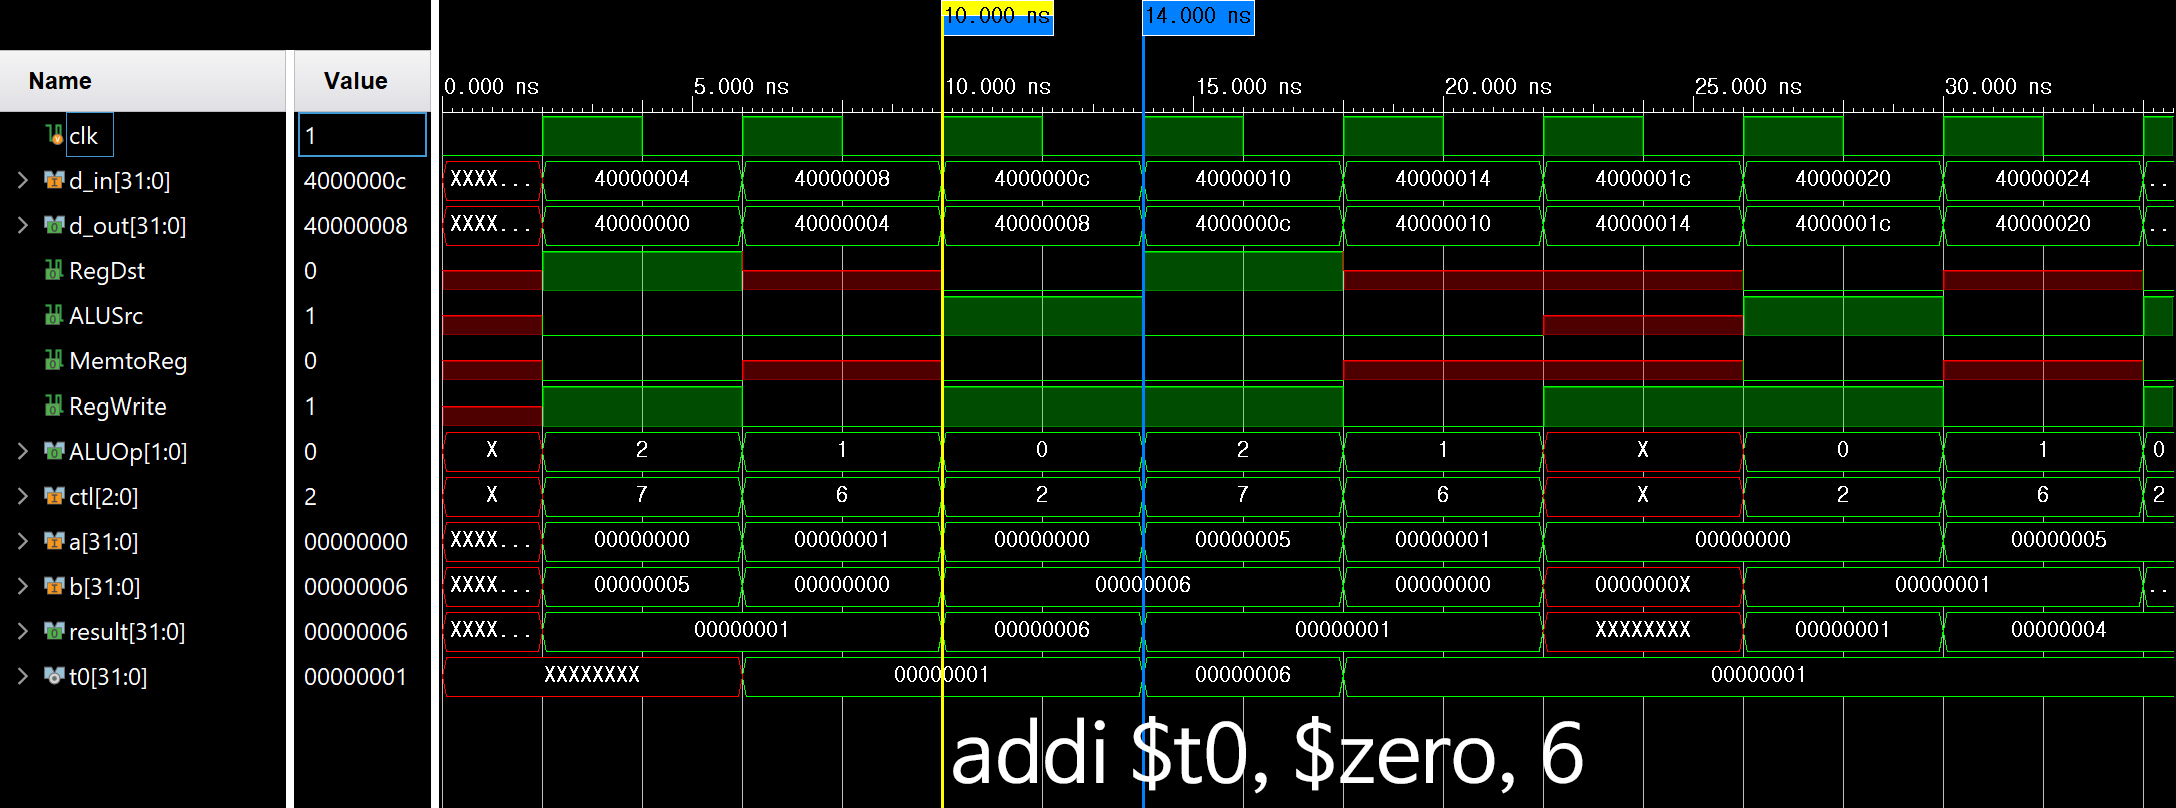 10.000 ns 14.000 ns
Name Value
0.000 ns 5.000 ns 10.000 ns 15.000 ns 20.000 ns 25.000 ns 30.000 ns
clk 1
d_in[31:0] 4000000c XXXX... 40000004 40000008 4000000c 40000010 40000014 4000001c 40000020 40000024 ..
d_out[31:0] 40000008 XXXX... 40000000 40000004 40000008 4000000c 40000010 40000014 4000001c 40000020 ..
RegDst 0
ALUSrc 1
MemtoReg 0
RegWrite 1
ALUOp[1:0] 0 X 2 1 0 2 1 X 0 1 0
ctl[2:0] 2 X 7 6 2 7 6 X 2 6 2
a[31:0] 00000000 XXXX... 00000000 00000001 00000000 00000005 00000001 00000000 00000005
b[31:0] 00000006 XXXX... 00000005 00000000 00000006 00000000 0000000X 00000001 ..
result[31:0] 00000006 XXXX... 00000001 00000006 00000001 XXXXXXXX 00000001 00000004
t0[31:0] 00000001 XXXXXXXX 00000001 00000006 00000001
addi $t0, $zero, 6